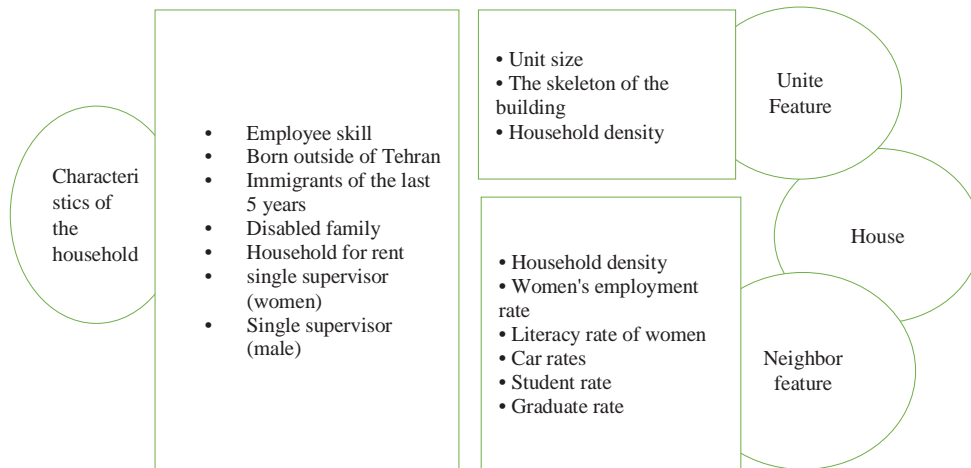 Characteri
stics of
the
household
• Employee skill
• Born outside of Tehran
• Immigrants of the last
5 years
• Disabled family
• Household for rent
• single supervisor
(women)
• Single supervisor
(male)
• Unit size
• The skeleton of the
building
• Household density
Unite
Feature
House
• Household density
• Women's employment
rate
• Literacy rate of women
• Car rates
• Student rate
• Graduate rate
Neighbor
feature